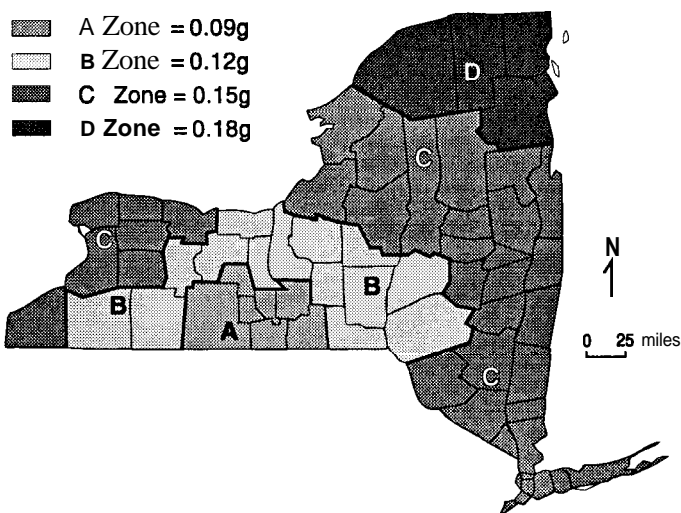 A Zone = 0.09g
B Zone = 0.12g
C Zone = 0.15g
D Zone = 0.18g
D
C
C
N
B
B
0 25 miles
A
C